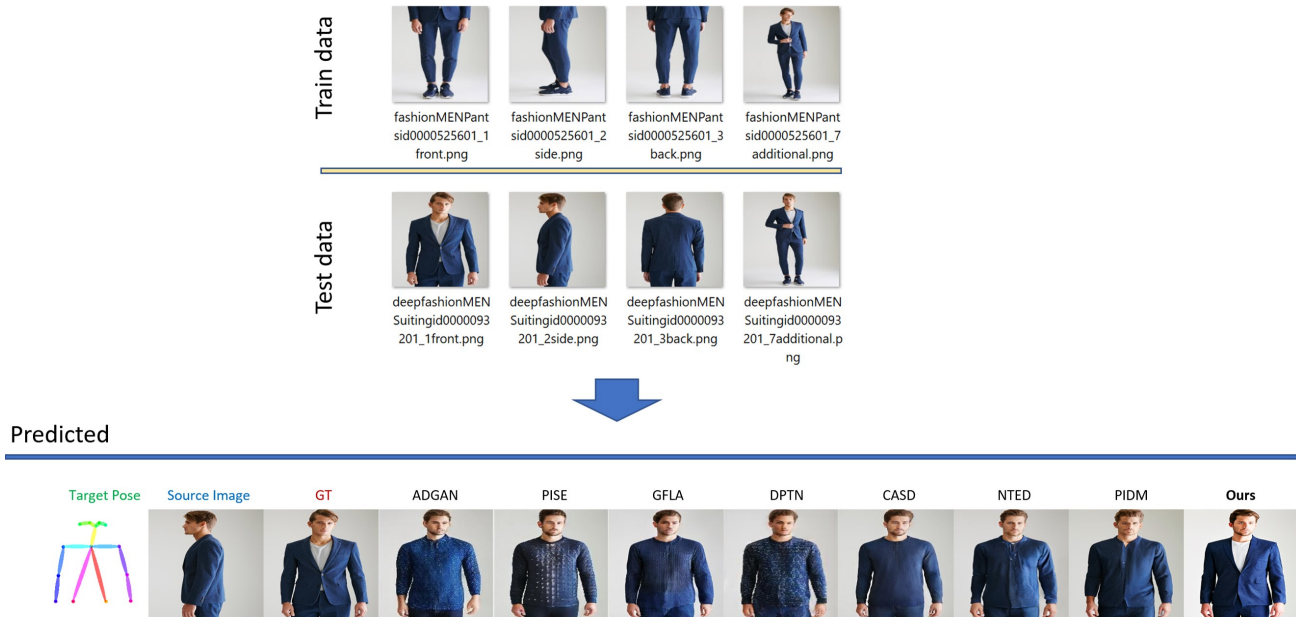 Train data
fashionMENPant fashionMENPant fashionMENPant fashionMENPant
sid0000525601_1 sid0000525601_2 sid0000525601_3 sid0000525601_7
front.png side.png back.png additional.png
Test data
deepfashionMEN deepfashionMEN deepfashionMEN deepfashionMEN
Suitingid0000093 Suitingid0000093 Suitingid0000093 Suitingid0000093
201_1front.png 201_2side.png 201_3back.png 201_7additional.p
ng
Predicted
Target Pose Source Image GT ADGAN PISE GFLA DPTN CASD NTED PIDM Ours